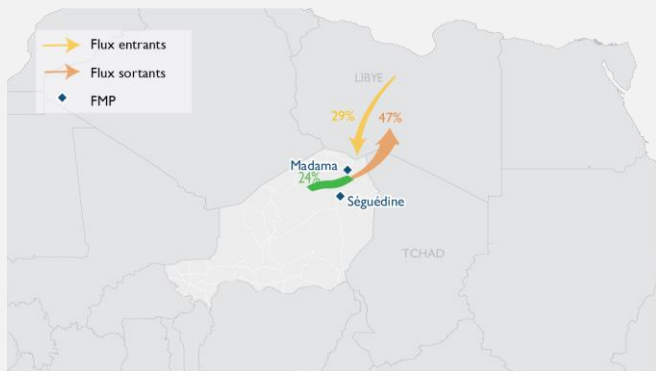 Flux entrants
Flux sortants
FMP
LIBYE
29%
47%
Madama
24%
Séguédine
TCHAD